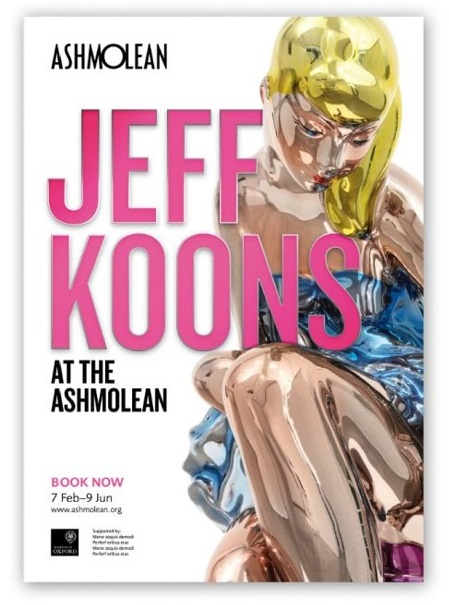 ASHMOLEAN
JEFF
KOONS
AT THE
ASHMOLEAN
BOOK NOW
7 Feb–9 Jun
www.ashmolean.org
OXFORD
Supported by: